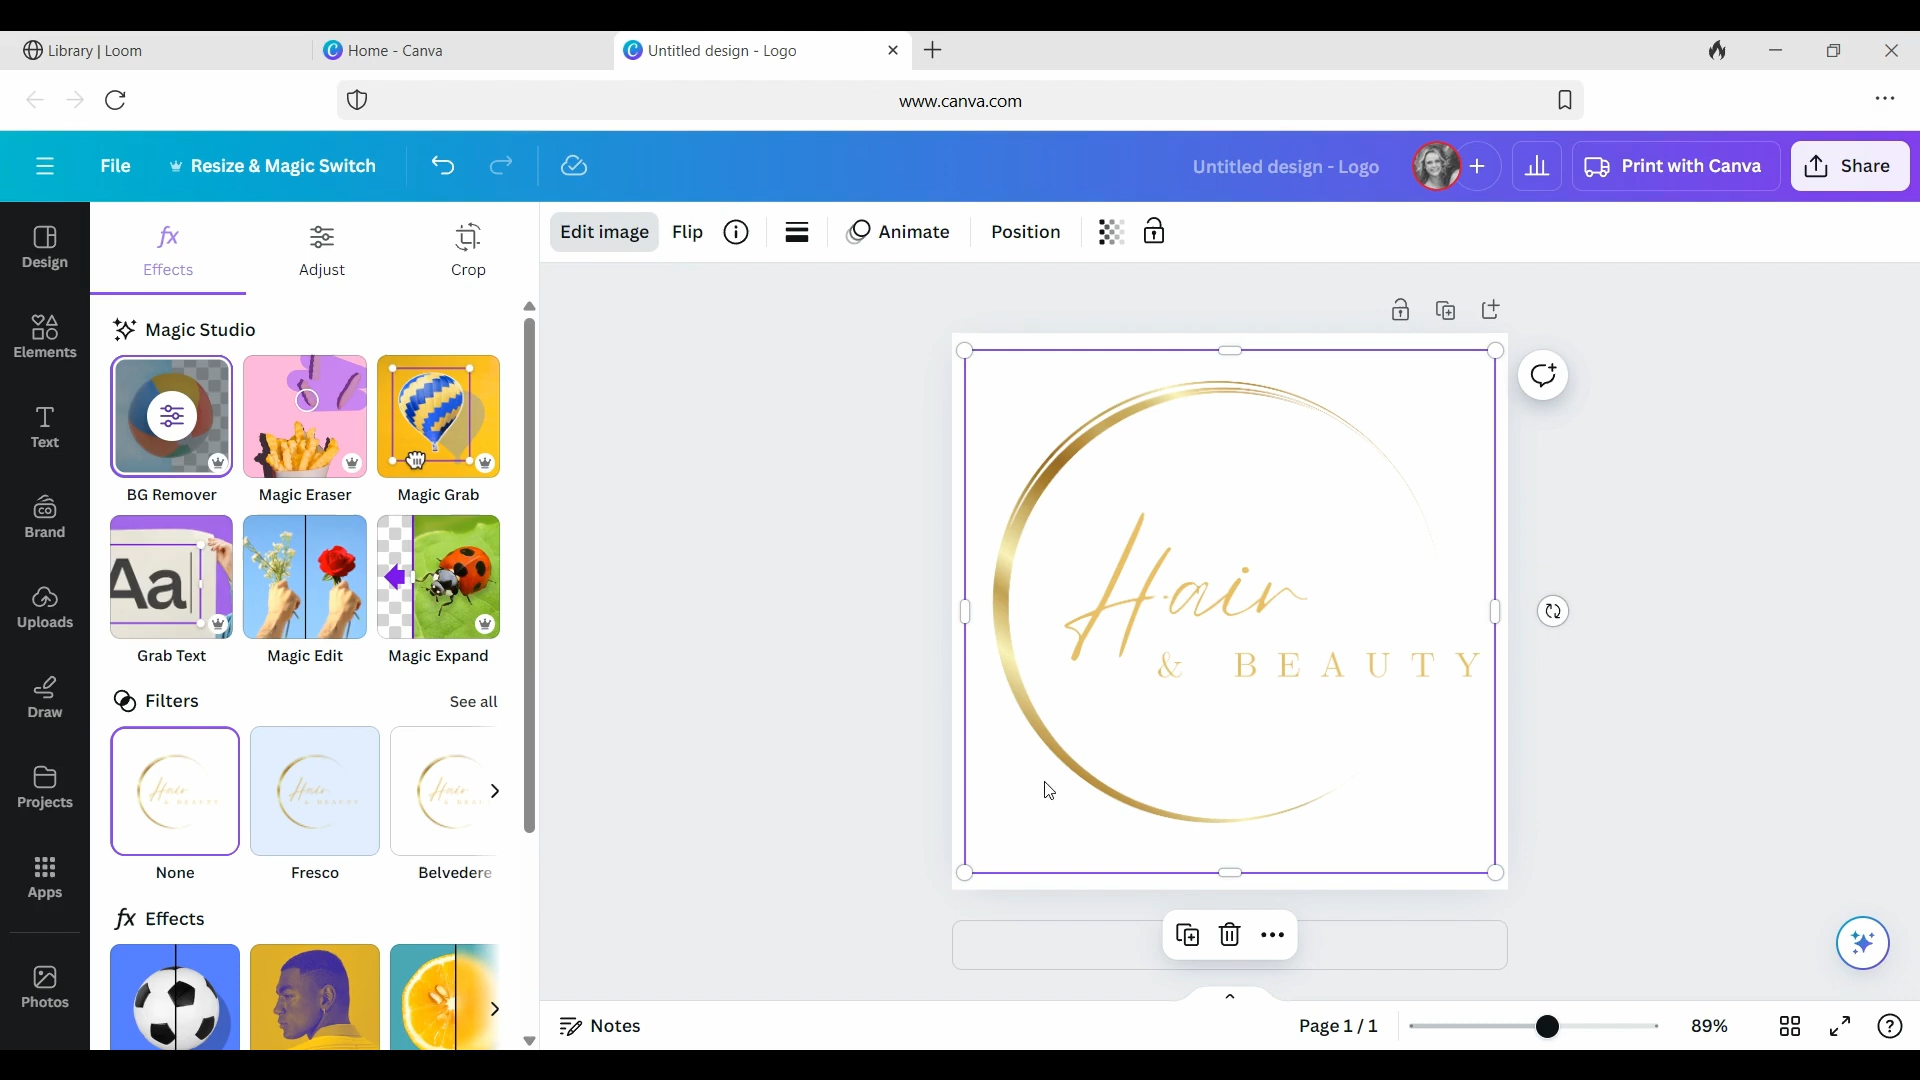 Library | Loom
Home - Canva
Untitled design - Logo
www.canva.com
File
Resize & Magic Switch
Untitled design - Logo
Print with Canva
Share
Design
Elements
Text
Brand
Uploads
Draw
Projects
Apps
Photos
Effects
Adjust
Crop
Edit image
Flip
Animate
Position
Magic Studio
BG Remover
Magic Eraser
Magic Grab
Aa
Grab Text
Magic Edit
Magic Expand
Filters
See all
None
Fresco
Belvedere
Effects
Hair
& BEAUTY
Notes
Page 1 / 1
89%